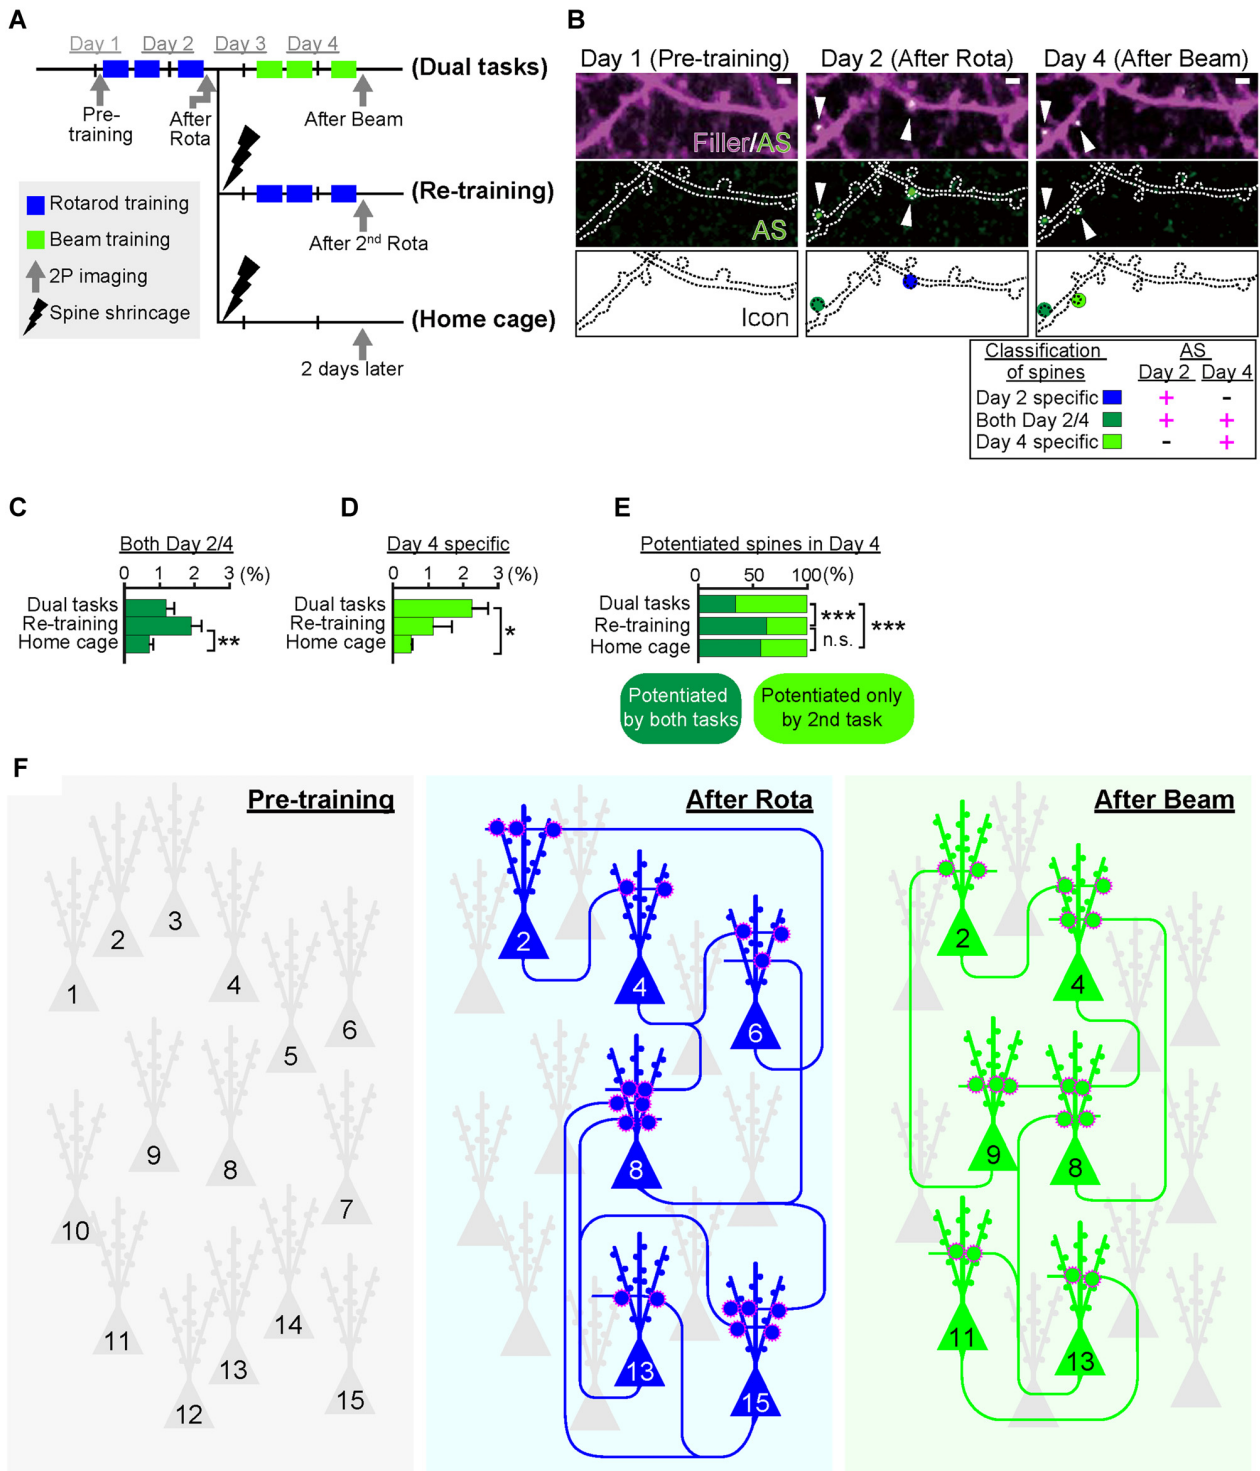 A
Day 1 Day 2 Day 3 Day 4
(Dual tasks)
Pre-
training
After
Rota
After Beam
(Re-training)
After 2nd Rota
(Home cage)
2 days later
Rotarod training
Beam training
2P imaging
Spine shrincage
B
Day 1 (Pre-training) Day 2 (After Rota) Day 4 (After Beam)
Filler/AS
AS
Icon
Classification
of spines
AS
Day 2 Day 4
Day 2 specific + -
Both Day 2/4 + +
Day 4 specific - +
C
Both Day 2/4
0 1 2 3 (%)
Dual tasks
Re-training
Home cage
**
D
Day 4 specific
0 1 2 3 (%)
Dual tasks
Re-training
Home cage
*
E
Potentiated spines in Day 4
0 50 100(%)
Dual tasks
Re-training
Home cage
***
n.s.
***
Potentiated
by both tasks
Potentiated only
by 2nd task
F
Pre-training
1
2
3
4
5
6
7
8
9
10
11
12
13
14
15
After Rota
2
4
6
8
13
15
After Beam
2
4
9
8
11
13